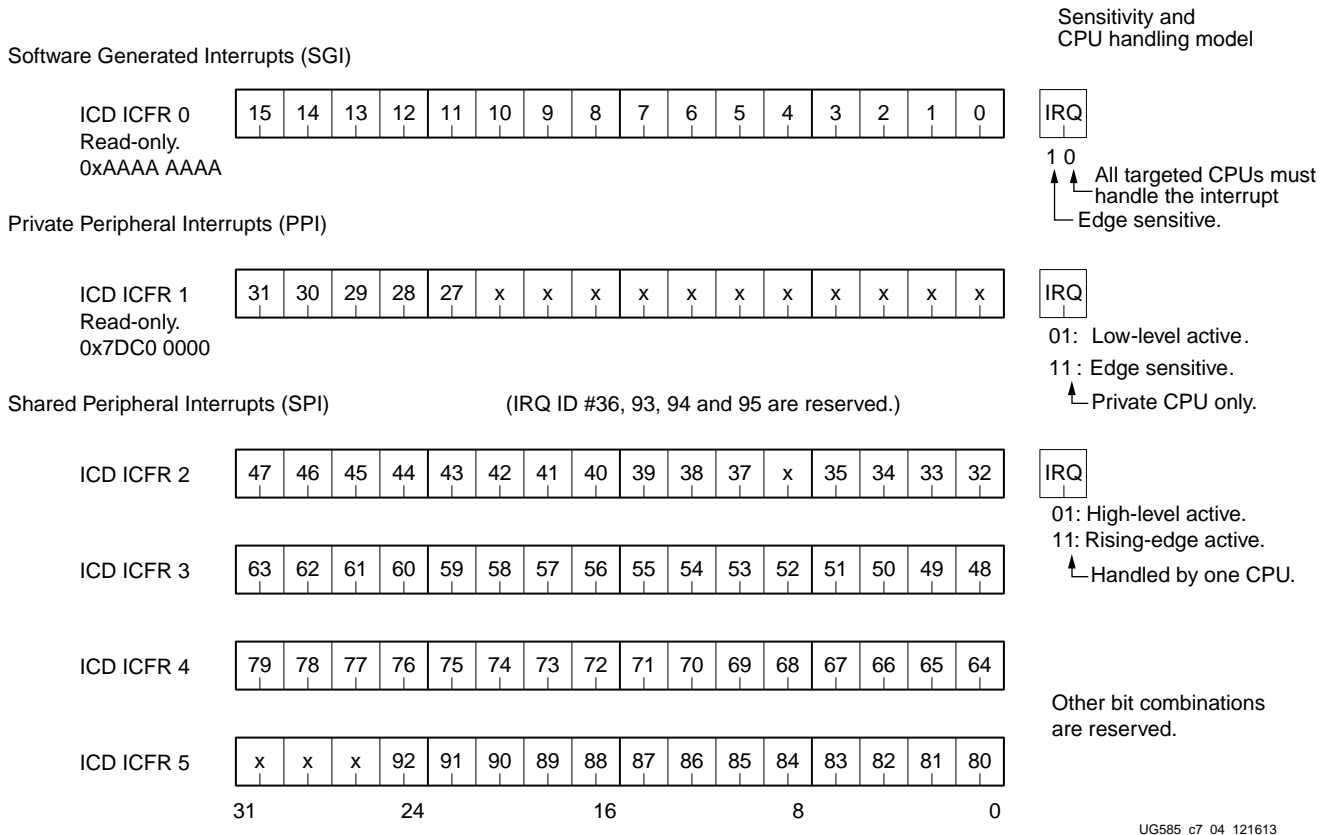 Sensitivity and
CPU handling model
Software Generated Interrupts (SGI)
ICD ICFR 0
Read-only.
0xAAAA AAAA
15 14 13 12 11 10 9 8 7 6 5 4 3 2 1 0
IRQ
1 0
All targeted CPUs must
handle the interrupt
Edge sensitive.
Private Peripheral Interrupts (PPI)
ICD ICFR 1
Read-only.
0x7DC0 0000
31 30 29 28 27 x x x x x x x x x x x
IRQ
01: Low-level active.
11: Edge sensitive.
Private CPU only.
Shared Peripheral Interrupts (SPI) (IRQ ID #36, 93, 94 and 95 are reserved.)
ICD ICFR 2 47 46 45 44 43 42 41 40 39 38 37 x 35 34 33 32
IRQ
01: High-level active.
11: Rising-edge active.
Handled by one CPU.
ICD ICFR 3 63 62 61 60 59 58 57 56 55 54 53 52 51 50 49 48
ICD ICFR 4 79 78 77 76 75 74 73 72 71 70 69 68 67 66 65 64
Other bit combinations
are reserved.
ICD ICFR 5 x x x 92 91 90 89 88 87 86 85 84 83 82 81 80
31 24 16 8 0
UG585_c7_04_121613